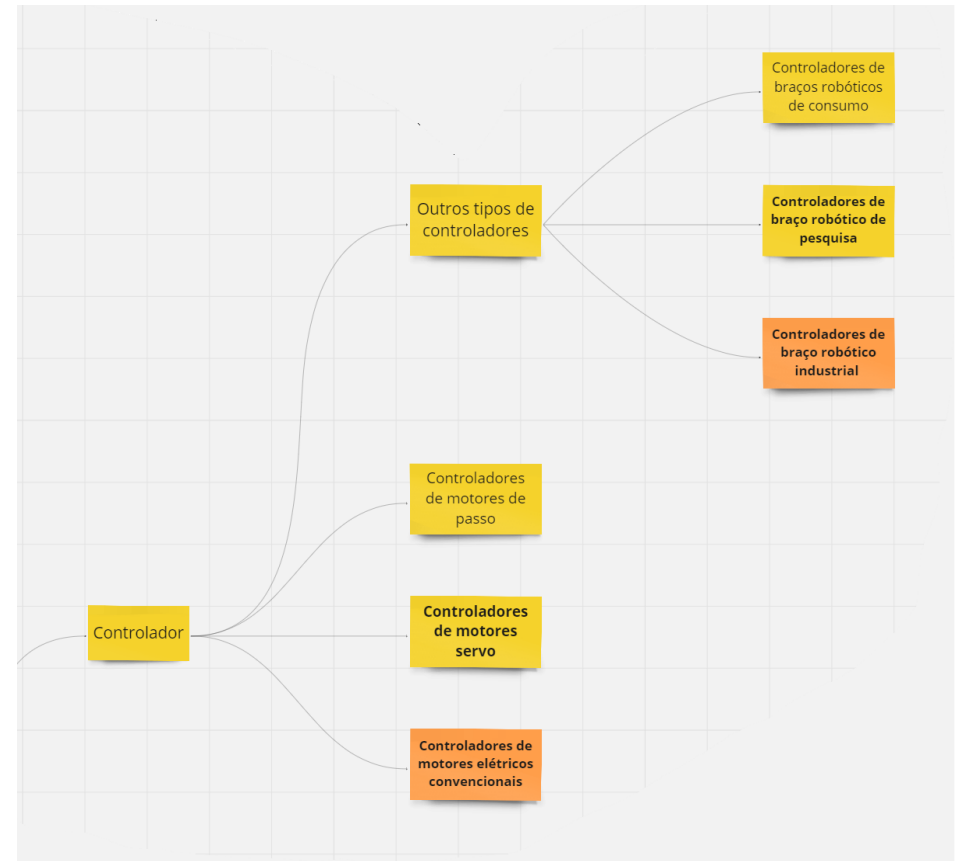 Controladores de
braços robóticos
de consumo
Outros tipos de
controladores
Controladores de
braço robótico de
pesquisa
Controladores de
braço robótico
industrial
Controladores
de motores de
passo
Controlador
Controladores
de motores
servo
Controladores de
motores elétricos
convencionais